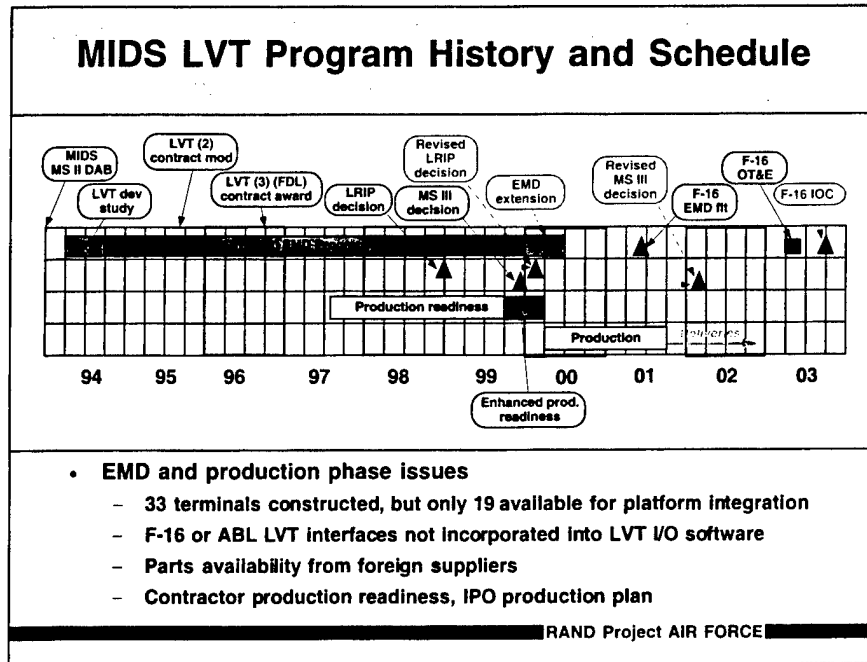 MIDS LVT Program History and Schedule
MIDS
MS II DAB
LVT (2)
contract mod
LVT dev
study
LVT (3) (FDL)
contract award
LRIP
decision
Revised
LRIP
decision
MS III
decision
EMD
extension
Revised
MS III
decision
F-16
EMD flt
F-16
OT&E
F-16 IOC
EMD
Production readiness
Production
Deliveries
94 95 96 97 98 99 00 01 02 03
Enhanced prod.
readiness
• EMD and production phase issues
– 33 terminals constructed, but only 19 available for platform integration
– F-16 or ABL LVT interfaces not incorporated into LVT I/O software
– Parts availability from foreign suppliers
– Contractor production readiness, IPO production plan
RAND Project AIR FORCE